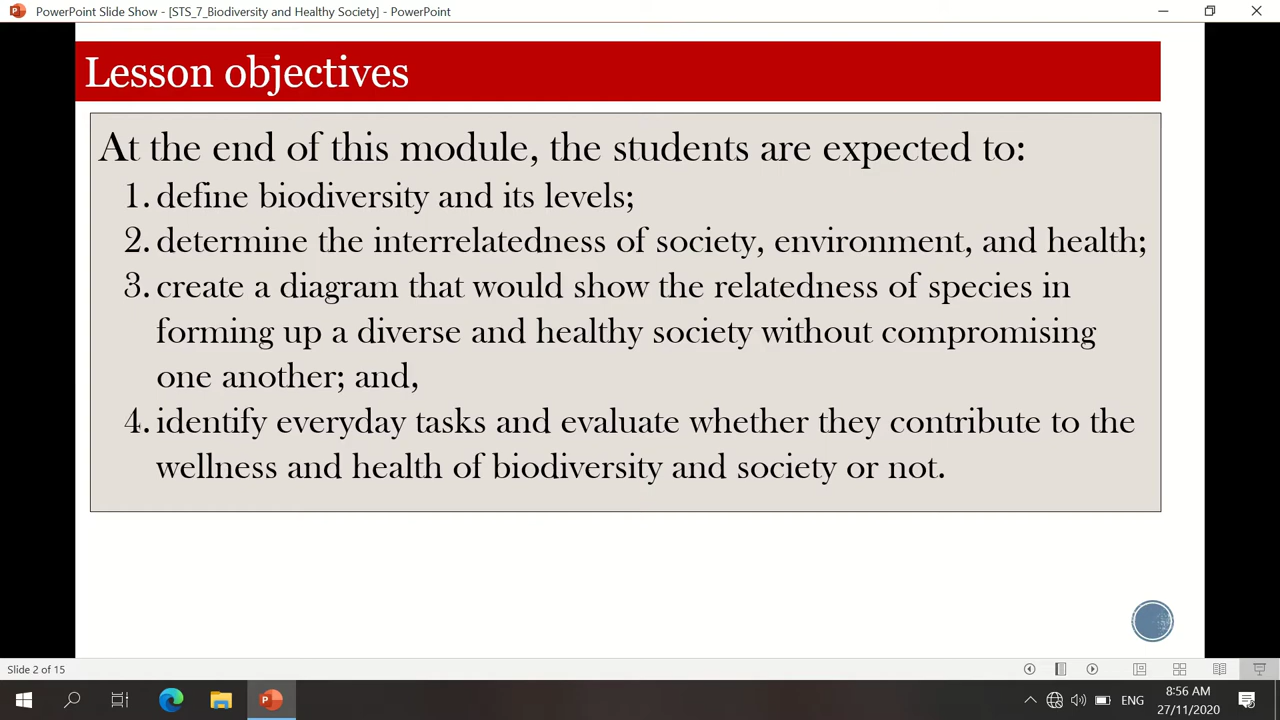 PowerPoint Slide Show - [STS_7_Biodiversity and Healthy Society] - PowerPoint
Lesson objectives
At the end of this module, the students are expected to:
1. define biodiversity and its levels;
2. determine the interrelatedness of society, environment, and health;
3. create a diagram that would show the relatedness of species in
forming up a diverse and healthy society without compromising
one another; and,
4. identify everyday tasks and evaluate whether they contribute to the
wellness and health of biodiversity and society or not.
Slide 2 of 15
ENG
8:56 AM
27/11/2020